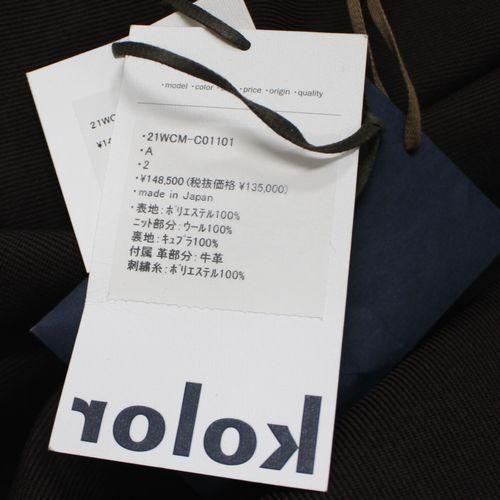 ・model ・color ・price ・origin ・quality
・21WCM-C01101
・A
・2
・¥148,500(税抜価格 ¥135,000)
・made in Japan
・表地:ポリエステル100%
ニット部分:ウール100%
裏地:キュプラ100%
付属 革部分:牛革
刺繍糸:ポリエステル100%
kolor